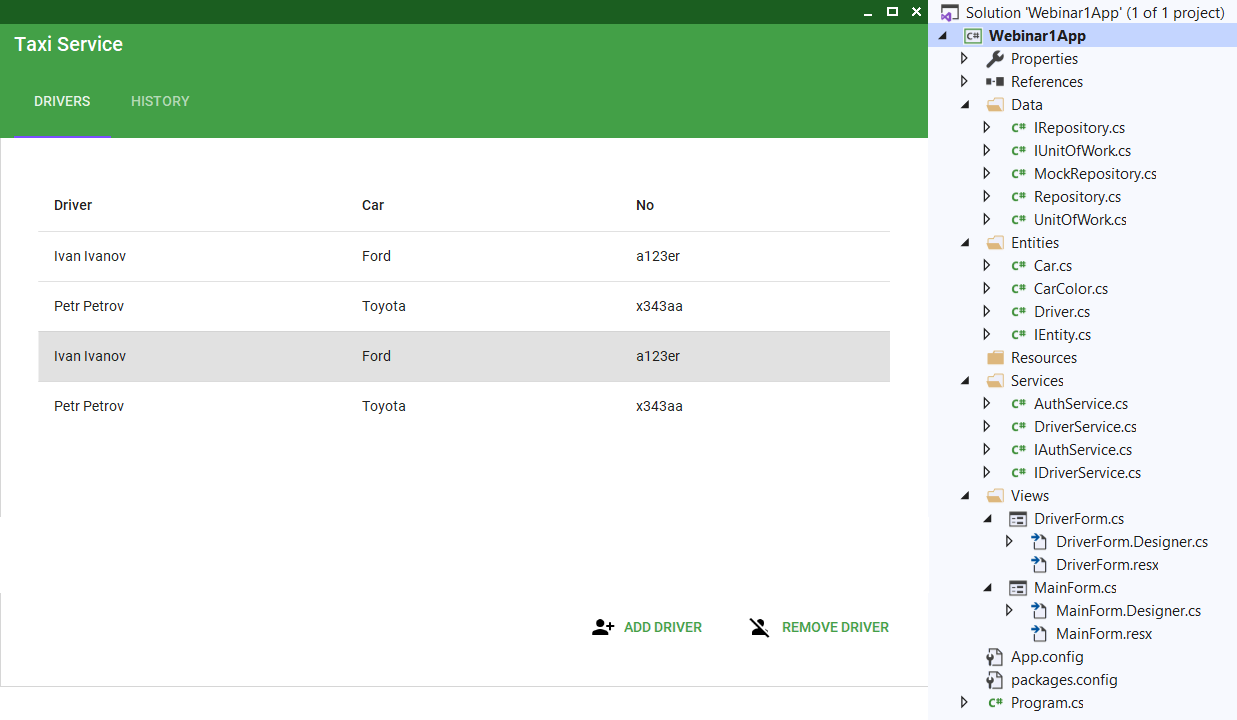 Taxi Service
DRIVERS HISTORY
Driver Car No
Ivan Ivanov Ford a123er
Petr Petrov Toyota x343aa
Ivan Ivanov Ford a123er
Petr Petrov Toyota x343aa
ADD DRIVER REMOVE DRIVER
Solution 'Webinar1App' (1 of 1 project)
C# Webinar1App
Properties
References
Data
C# IRepository.cs
C# IUnitOfWork.cs
C# MockRepository.cs
C# Repository.cs
C# UnitOfWork.cs
Entities
C# Car.cs
C# CarColor.cs
C# Driver.cs
C# IEntity.cs
Resources
Services
C# AuthService.cs
C# DriverService.cs
C# IAuthService.cs
C# IDriverService.cs
Views
DriverForm.cs
DriverForm.Designer.cs
DriverForm.resx
MainForm.cs
MainForm.Designer.cs
MainForm.resx
App.config
packages.config
C# Program.cs